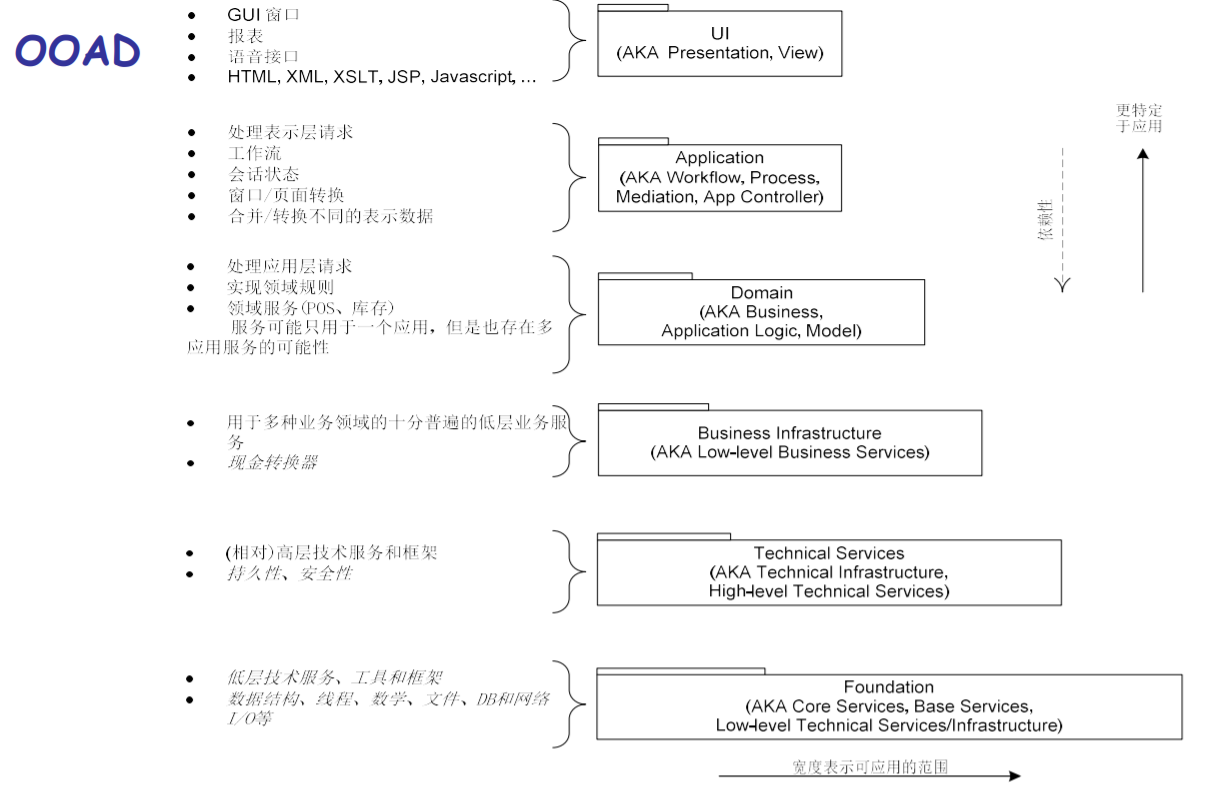 OOAD
• GUI 窗口
• 报表
• 语音接口
• HTML, XML, XSLT, JSP, Javascript, ...
UI
(AKA Presentation, View)
• 处理表示层请求
• 工作流
• 会话状态
• 窗口/页面转换
• 合并/转换不同的表示数据
Application
(AKA Workflow, Process,
Mediation, App Controller)
更特定
于应用
依赖性
• 处理应用层请求
• 实现领域规则
• 领域服务(POS、库存)
服务可能只用于一个应用，但是也存在多
应用服务的可能性
Domain
(AKA Business,
Application Logic, Model)
• 用于多种业务领域的十分普遍的低层业务服
务
• 现金转换器
Business Infrastructure
(AKA Low-level Business Services)
• (相对)高层技术服务和框架
• 持久性、安全性
Technical Services
(AKA Technical Infrastructure,
High-level Technical Services)
• 低层技术服务、工具和框架
• 数据结构、线程、数学、文件、DB和网络
I/O等
Foundation
(AKA Core Services, Base Services,
Low-level Technical Services/Infrastructure)
宽度表示可应用的范围